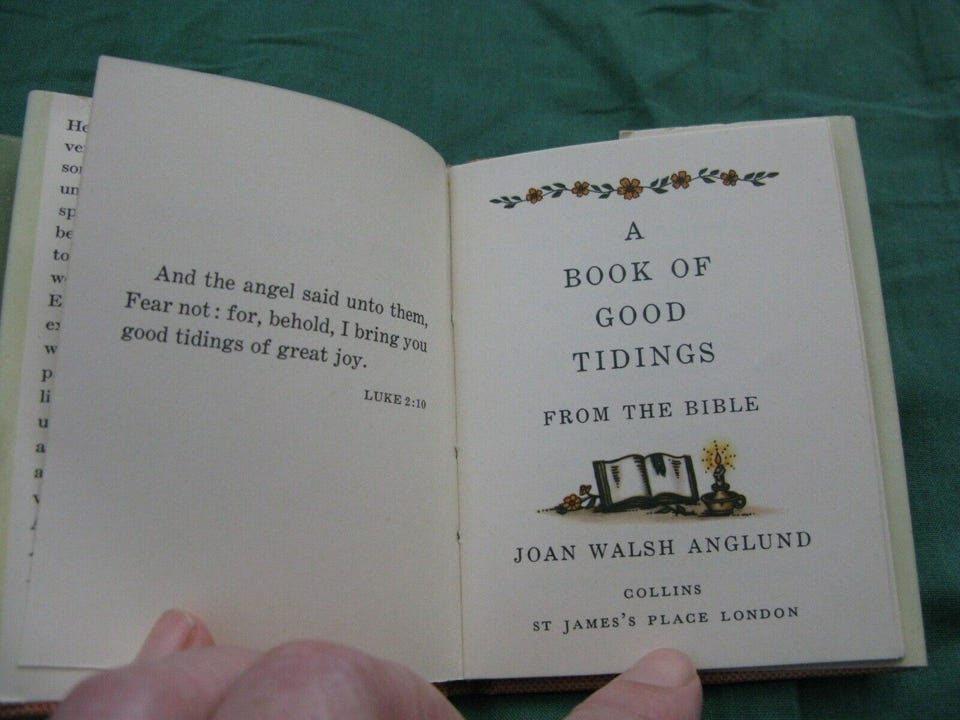 And the angel said unto them,
Fear not: for, behold, I bring you
good tidings of great joy.
LUKE 2:10
A
BOOK OF
GOOD
TIDINGS
FROM THE BIBLE
JOAN WALSH ANGLUND
COLLINS
ST JAMES'S PLACE LONDON